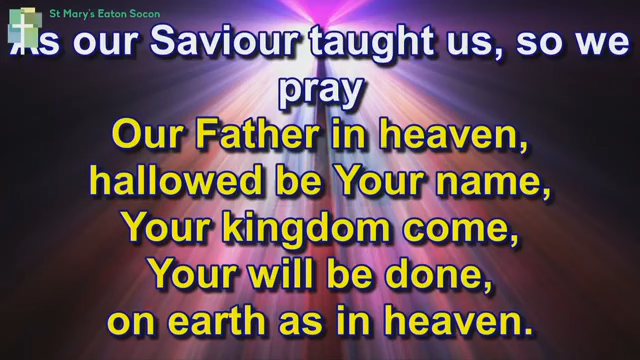 St Mary's Eaton Socon
As our Saviour taught us, so we
pray
Our Father in heaven,
hallowed be Your name,
Your kingdom come,
Your will be done,
on earth as in heaven.